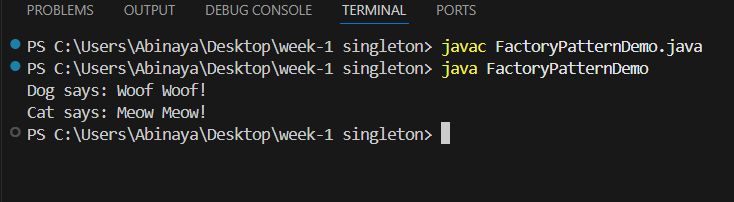 PROBLEMS OUTPUT DEBUG CONSOLE TERMINAL PORTS
PS C:\Users\Abinaya\Desktop\week-1 singleton> javac FactoryPatternDemo.java
PS C:\Users\Abinaya\Desktop\week-1 singleton> java FactoryPatternDemo
Dog says: Woof Woof!
Cat says: Meow Meow!
PS C:\Users\Abinaya\Desktop\week-1 singleton>